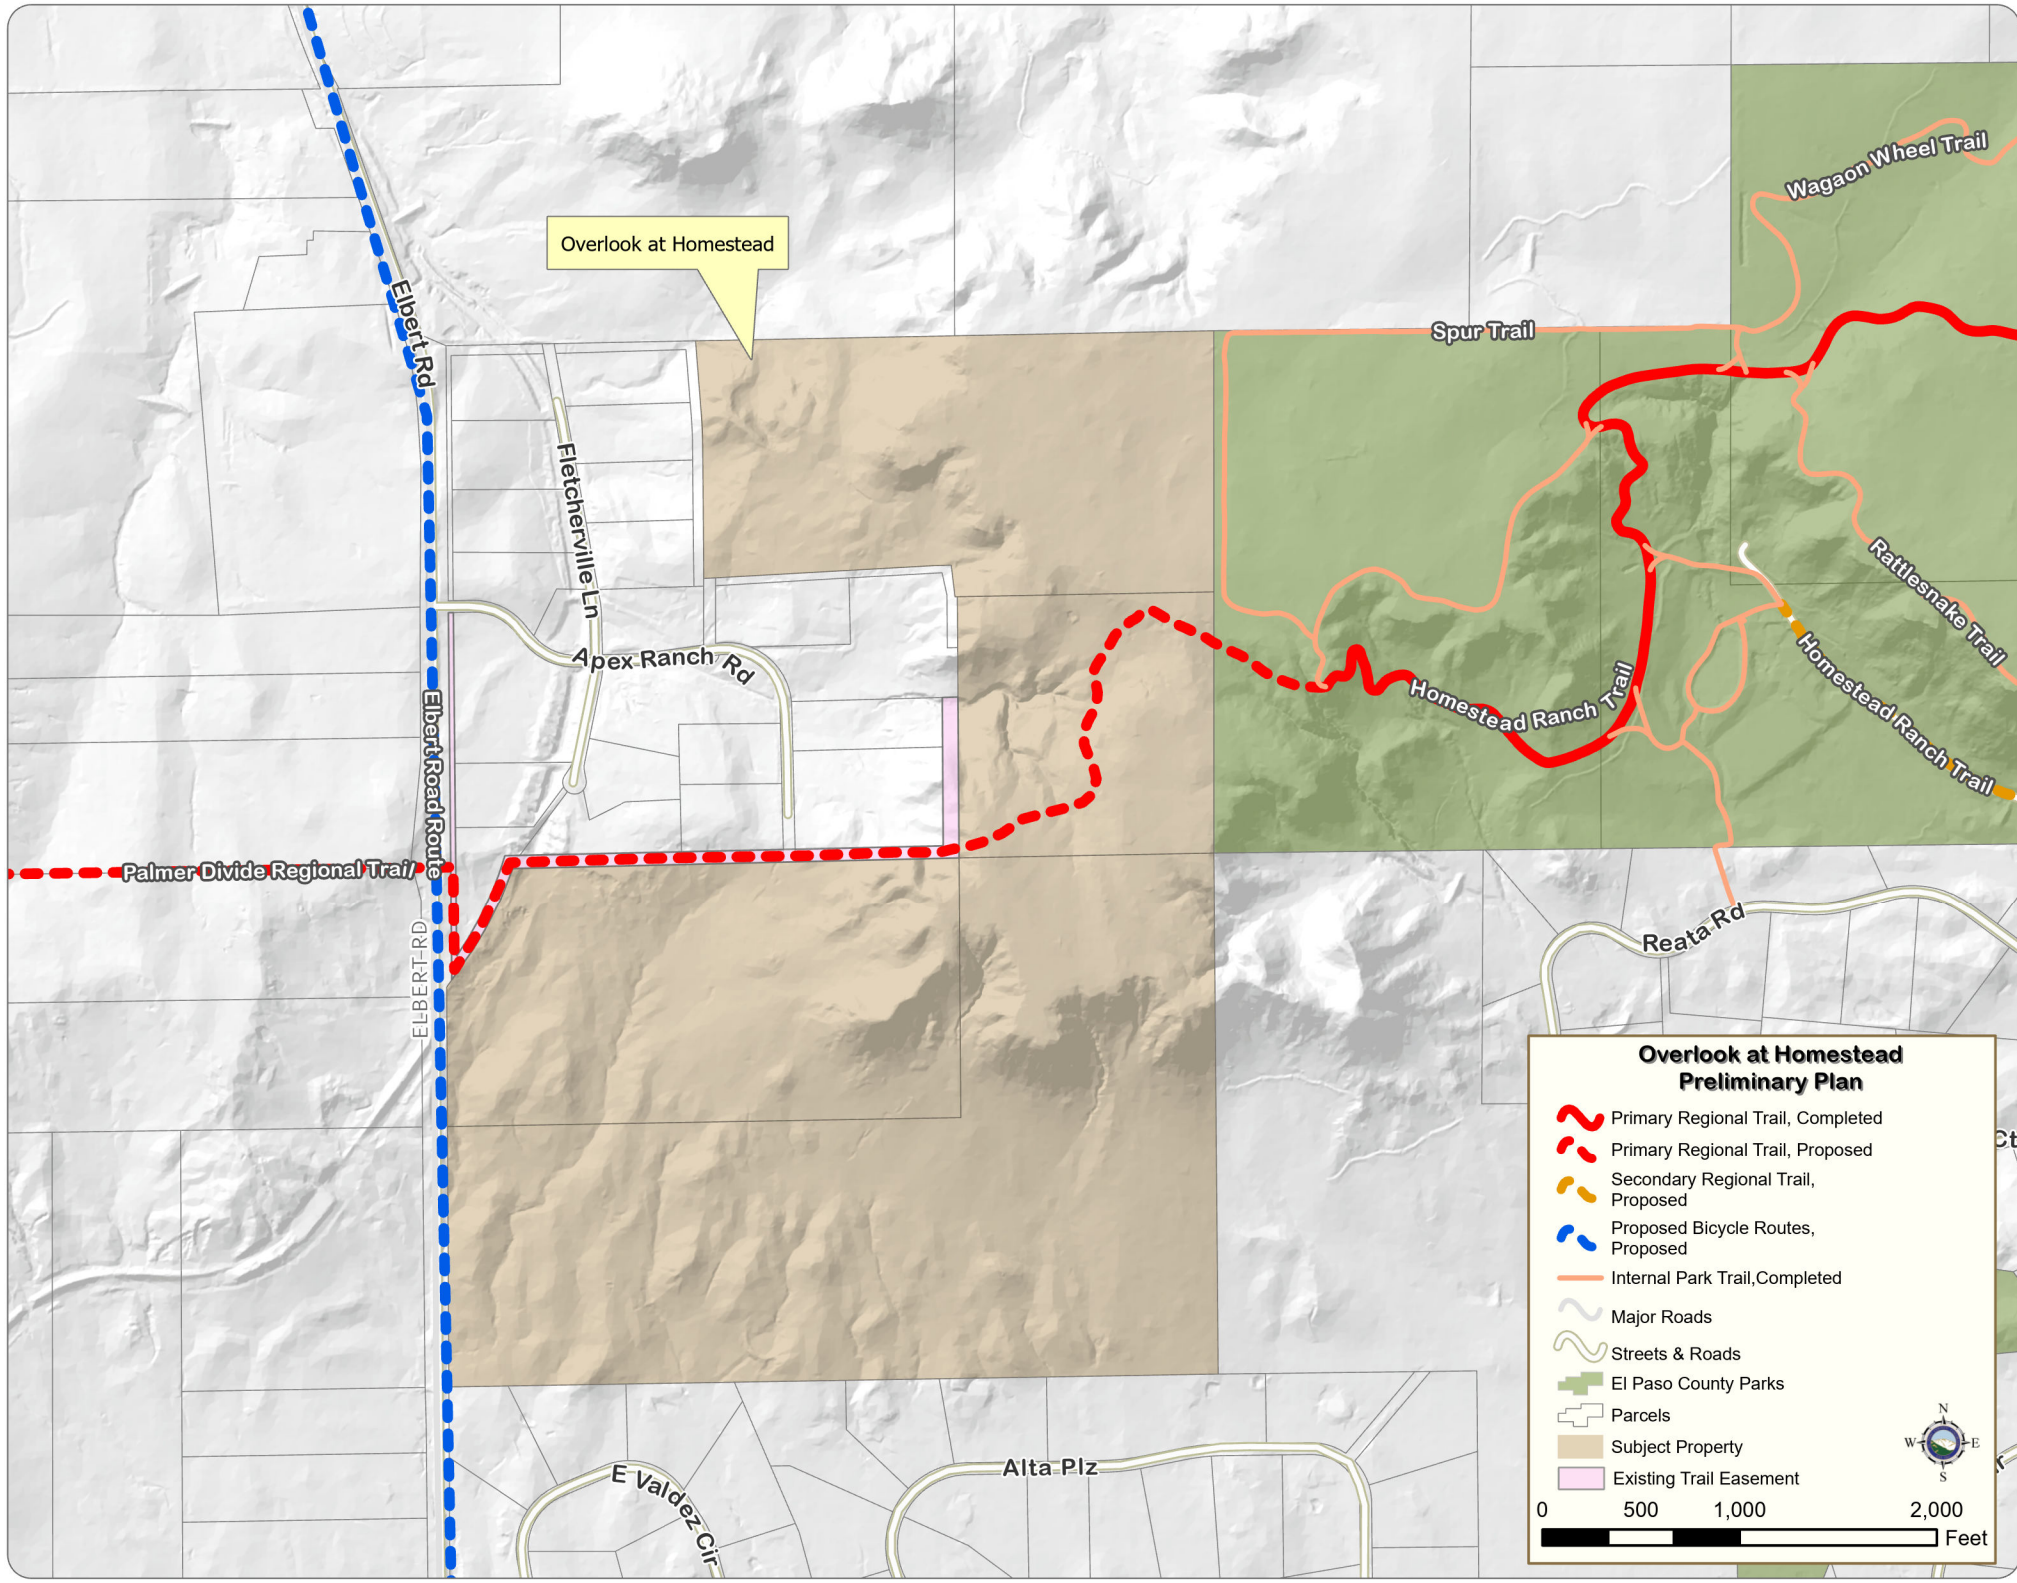 Wagaon Wheel Trail
Overlook at Homestead
Elbert Rd
Spur Trail
Fletcherville Ln
Rattlesnake Trail
Apex Ranch Rd
Homestead Ranch Trail
Homestead Ranch Trail
Elbert Road Route
Palmer Divide Regional Trail
ELBERT RD
Reata Rd
Ct
E Valdez Cir
Alta Plz
Overlook at Homestead
Preliminary Plan
Primary Regional Trail, Completed
Primary Regional Trail, Proposed
Secondary Regional Trail,
Proposed
Proposed Bicycle Routes,
Proposed
Internal Park Trail,Completed
Major Roads
Streets & Roads
El Paso County Parks
Parcels
Subject Property
Existing Trail Easement
N
W E
S
0 500 1,000 2,000
Feet